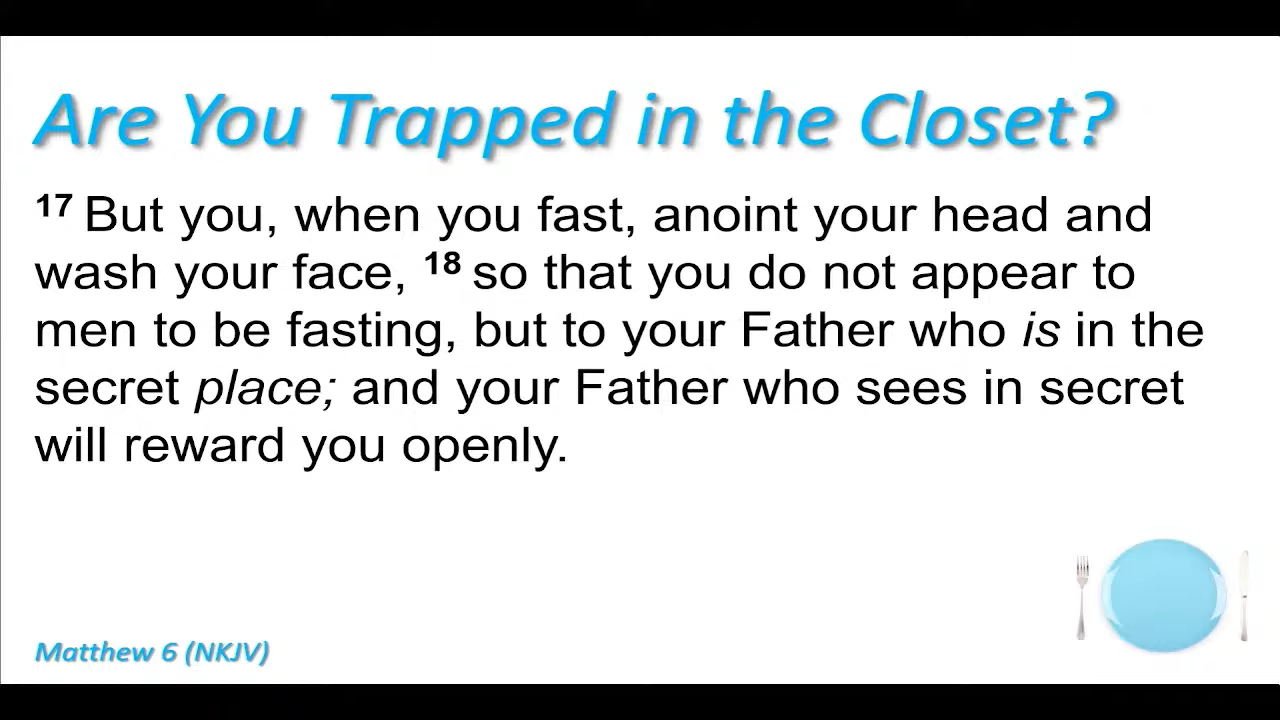 Are You Trapped in the Closet?
17 But you, when you fast, anoint your head and
wash your face, 18 so that you do not appear to
men to be fasting, but to your Father who is in the
secret place; and your Father who sees in secret
will reward you openly.
Matthew 6 (NKJV)